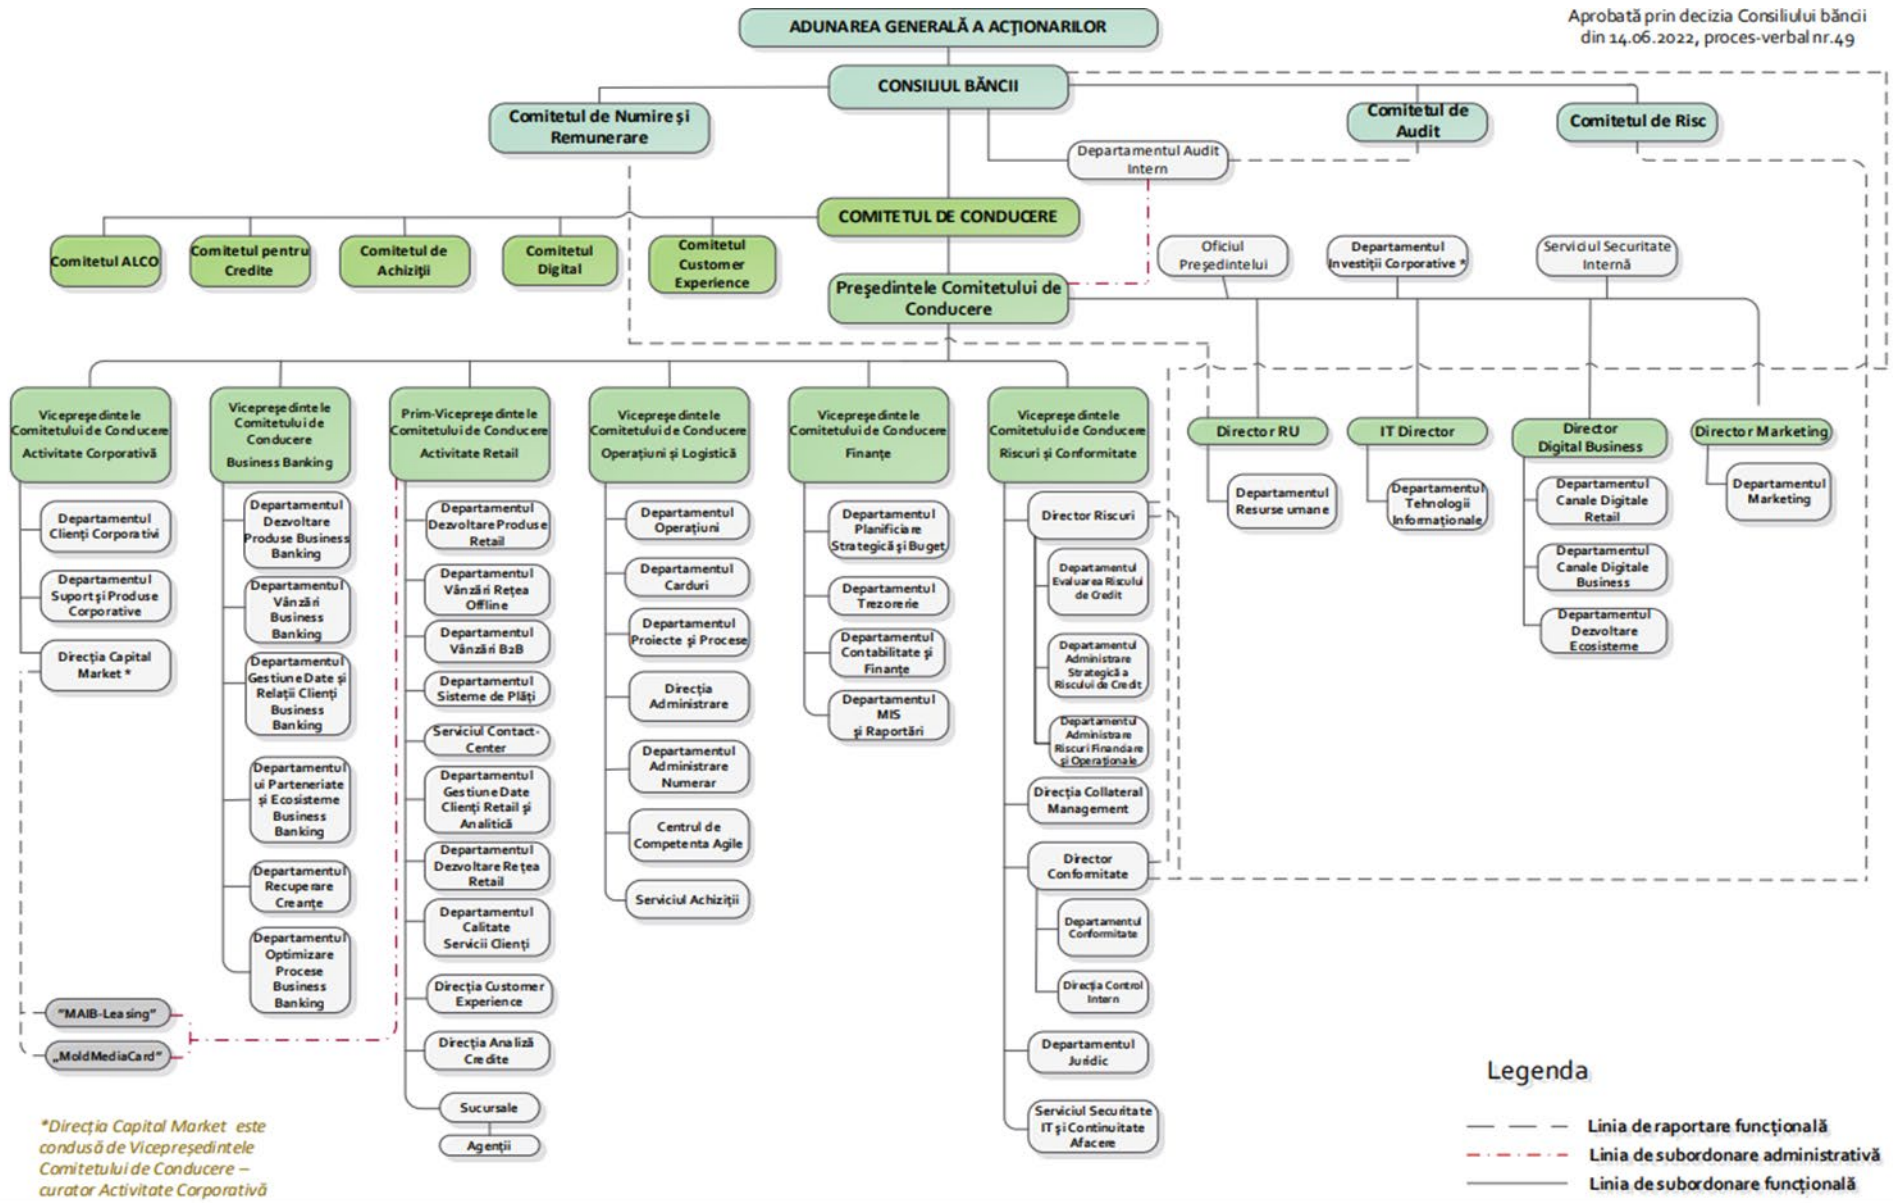 ADUNAREA GENERALĂ A ACŢIONARILOR
Aprobată prin decizia Consiliului băncii
din 14.06.2022, proces-verbal nr.49
CONSILIUL BĂNCII
Comitetul de Numire și
Remunerare
Comitetul de
Audit
Comitetul de Risc
Departamentul Audit
Intern
COMITETUL DE CONDUCERE
Comitetul ALCO
Comitetul pentru
Credite
Comitetul de
Achiziții
Comitetul
Digital
Comitetul
Customer
Experience
Oficiul
Președintelui
Departamentul
Investiții Corporative *
Serviciul Securitate
Internă
Preşedintele Comitetului de
Conducere
Vicepreşedintele
Comitetului de Conducere
Activitate Corporativă
Vicepreşedintele
Comitetului de
Conducere
Business Banking
Prim-Vicepreşedintele
Comitetului de Conducere
Activitate Retail
Vicepreşedintele
Comitetului de Conducere
Operațiuni și Logistică
Vicepreşedintele
Comitetului de Conducere
Finanțe
Vicepreşedintele
Comitetului de Conducere
Riscuri și Conformitate
Director RU
IT Director
Director
Digital Business
Director Marketing
Departamentul
Clienți Corporativi
Departamentul
Suport și Produse
Corporative
Direcția Capital
Market *
"MAIB-Leasing"
„MoldMediaCard"
Departamentul
Dezvoltare
Produse Business
Banking
Departamentul
Vânzări
Business
Banking
Departamentul
Gestiune Date și
Relații Clienți
Business
Banking
Departamentul
ui Parteneriate
și Ecosisteme
Business
Banking
Departamentul
Recuperare
Creanțe
Departamentul
Optimizare
Procese
Business
Banking
Departamentul
Dezvoltare Produse
Retail
Departamentul
Vânzări Rețea
Offline
Departamentul
Vânzări B2B
Departamentul
Sisteme de Plăți
Serviciul Contact-
Center
Departamentul
Gestiune Date
Clienți Retail și
Analitică
Departamentul
Dezvoltare Rețea
Retail
Departamentul
Calitate
Servicii Clienți
Direcția Customer
Experience
Direcția Analiză
Credite
Sucursale
Agenții
Departamentul
Operațiuni
Departamentul
Carduri
Departamentul
Proiecte și Procese
Direcția
Administrare
Departamentul
Administrare
Numerar
Centrul de
Competenta Agile
Serviciul Achiziții
Departamentul
Planificiare
Strategică și Buget
Departamentul
Trezorerie
Departamentul
Contabilitate și
Finanțe
Departamentul
MIS
și Raportări
Director Riscuri
Departamentul
Evaluarea Riscului
de Credit
Departamentul
Administrare
Strategică a
Riscului de Credit
Departamentul
Administrare
Riscuri Financiare
și Operaționale
Direcția Collateral
Management
Director
Conformitate
Departamentul
Conformitate
Direcția Control
Intern
Departamentul
Juridic
Serviciul Securitate
IT și Continuitate
Afacere
Departamentul
Resurse umane
Departamentul
Tehnologii
Informaționale
Departamentul
Canale Digitale
Retail
Departamentul
Canale Digitale
Business
Departamentul
Dezvoltare
Ecosisteme
Departamentul
Marketing
*Direcția Capital Market este
condusă de Vicepreședintele
Comitetului de Conducere –
curator Activitate Corporativă
Legenda
Linia de raportare funcțională
Linia de subordonare administrativă
Linia de subordonare funcțională